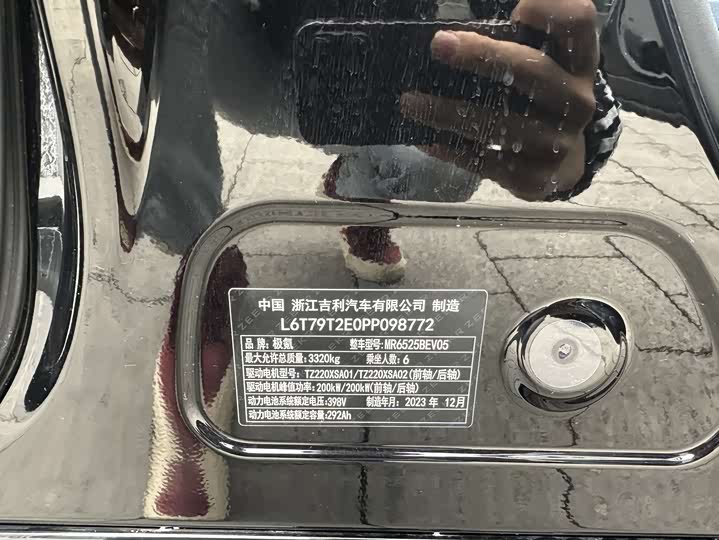 中国 浙江吉利汽车有限公司 制造
L6T79T2E0PP098772
品牌:极氪 整车型号:MR6525BEV05
最大允许总质量:3320kg 乘坐人数:6
驱动电机型号:TZ220XSA01/TZ220XSA02(前轴/后轴)
驱动电机峰值功率:200kW/200kW(前轴/后轴)
动力电池系统额定电压:398V 制造年月:2023 年 12月
动力电池系统额定容量:292Ah